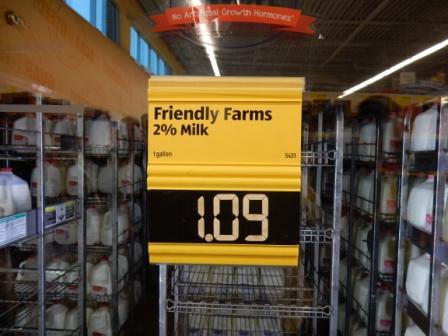 No Artificial Growth Hormones*
Friendly Farms
2% Milk
1 gallon 5451
1.09